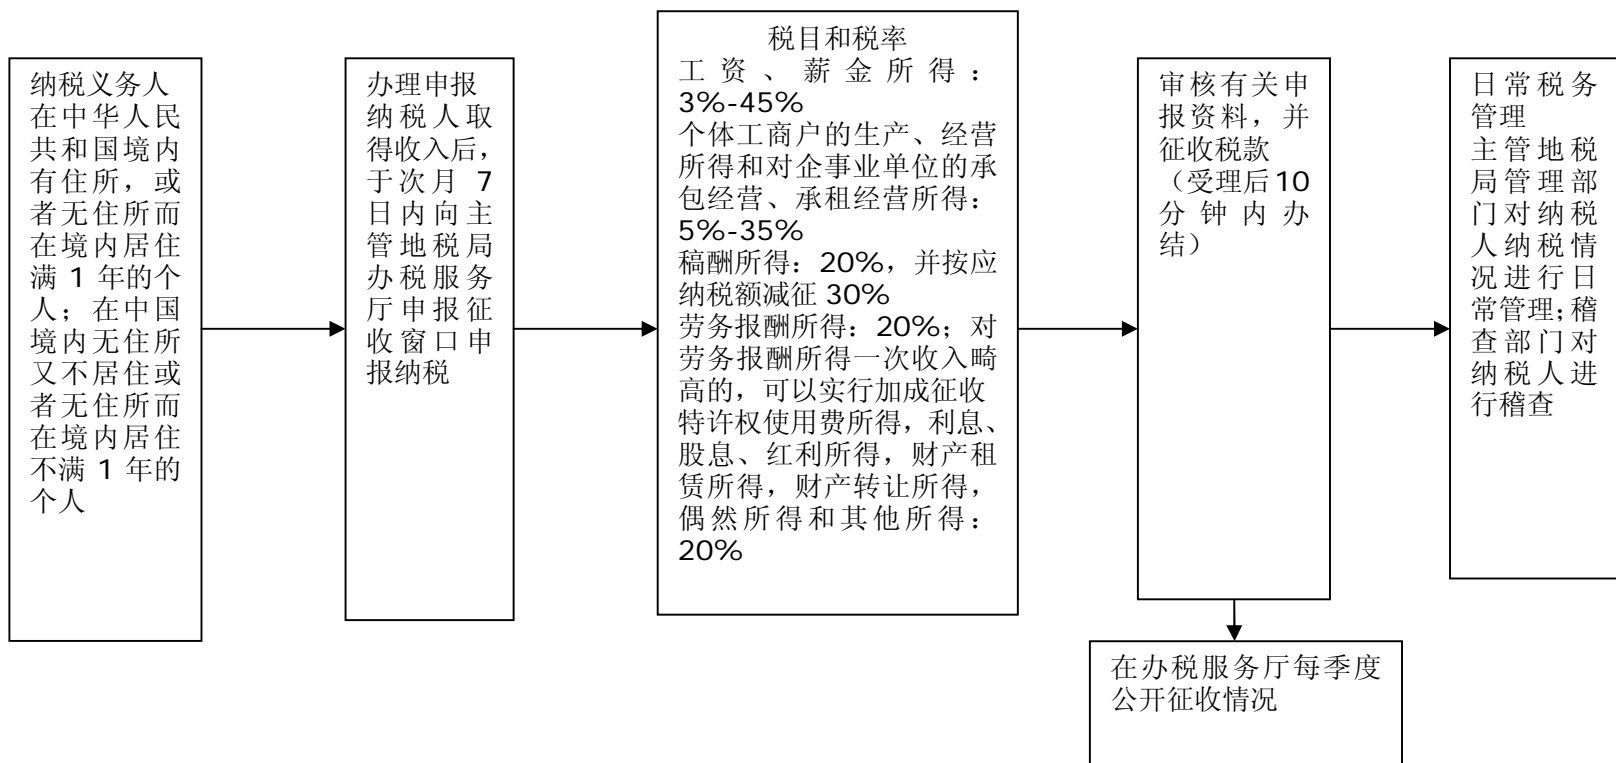 纳税义务人
在中华人民
共和国境内
有住所，或
者无住所而
在境内居住
满 1 年的个
人；在中国
境内无住所
又不居住或
者无住所而
在境内居住
不满 1 年的
个人
办理申报
纳税人取
得收入后，
于次月 7
日内向主
管地税局
办税服务
厅申报征
收窗口申
报纳税
税目和税率
工资、薪金所得：
3%-45%
个体工商户的生产、经营
所得和对企事业单位的承
包经营、承租经营所得：
5%-35%
稿酬所得：20%，并按应
纳税额减征 30%
劳务报酬所得：20%；对
劳务报酬所得一次收入畸
高的，可以实行加成征收
特许权使用费所得，利息、
股息、红利所得，财产租
赁所得，财产转让所得，
偶然所得和其他所得：
20%
审核有关申
报资料，并
征收税款
（受理后10
分钟内办
结）
在办税服务厅每季度
公开征收情况
日常税务
管理
主管地税
局管理部
门对纳税
人纳税情
况进行日
常管理；稽
查部门对
纳税人进
行稽查